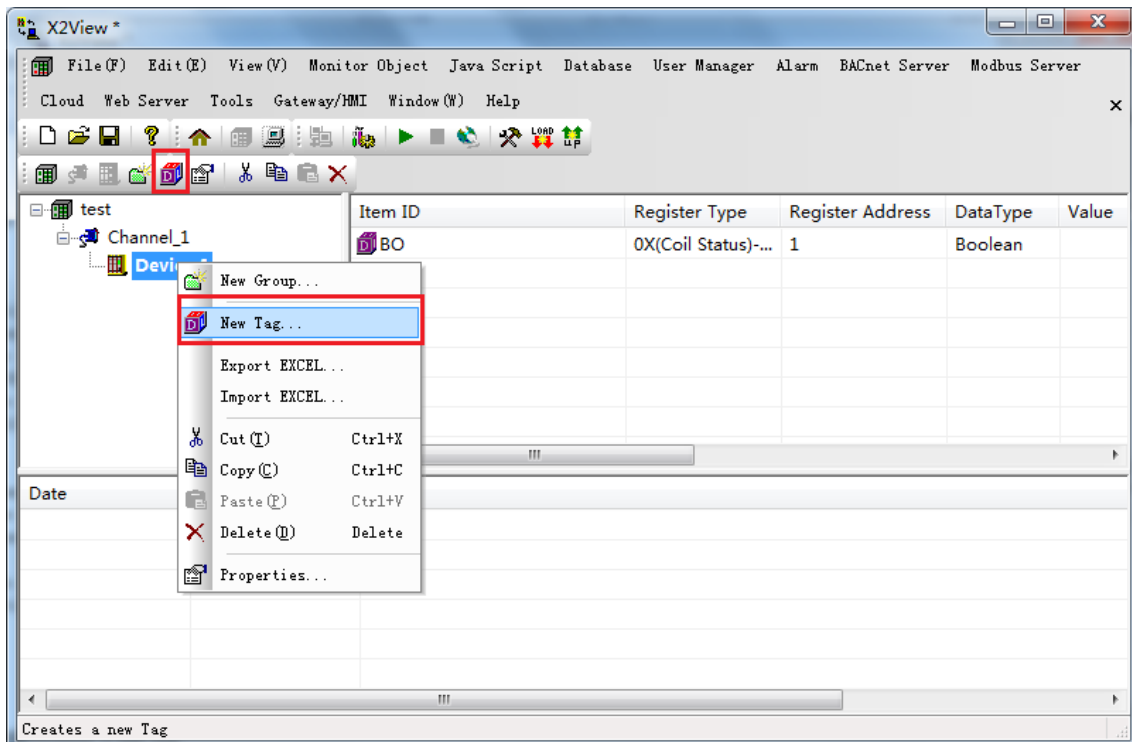 X2View *
File(F) Edit(E) View(V) Monitor Object Java Script Database User Manager Alarm BACnet Server Modbus Server
Cloud Web Server Tools Gateway/HMI Window(W) Help
LOAD
UP
test
Item ID Register Type Register Address DataType Value
Channel_1
BO 0X(Coil Status)-... 1 Boolean
New Group...
New Tag...
Export EXCEL...
Import EXCEL...
Cut(T) Ctrl+X
Copy(C) Ctrl+C
Paste(P) Ctrl+V
Delete(D) Delete
Properties...
Date
Creates a new Tag